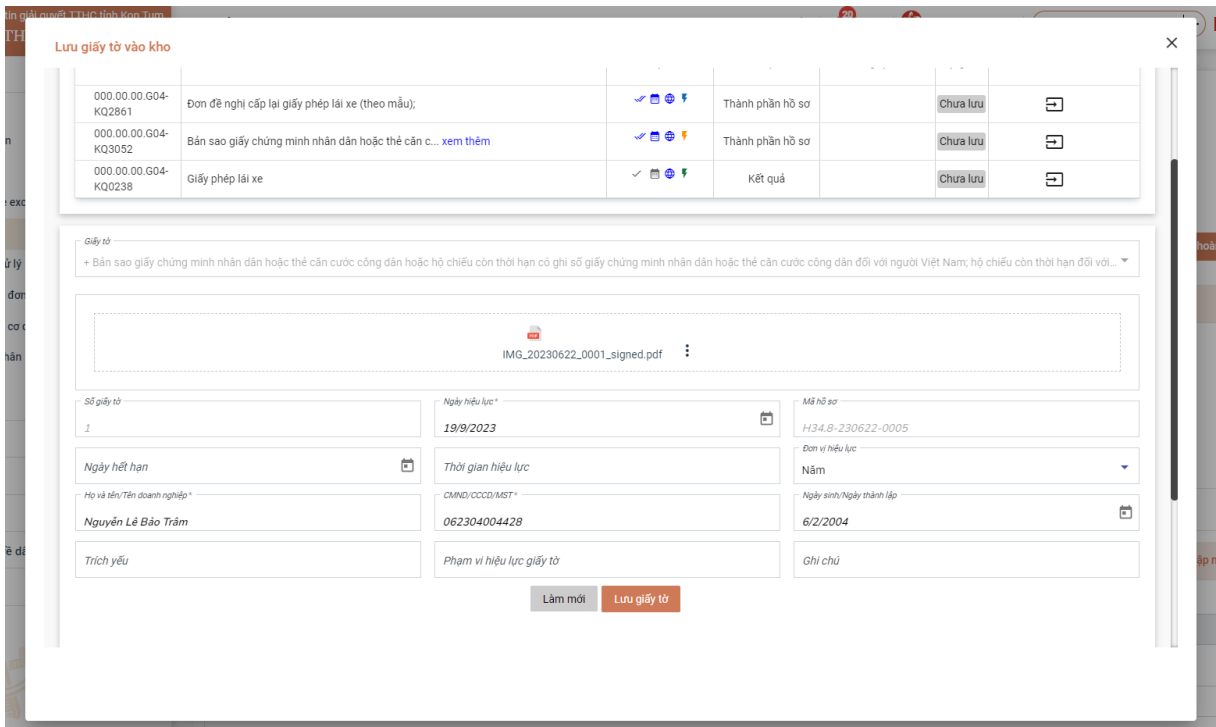 tin giải quyết TTHC tỉnh Kon Tum
TH
20
Lưu giấy tờ vào kho
000.00.00.G04-
KQ2861
Đơn đề nghị cấp lại giấy phép lái xe (theo mẫu);
Thành phần hồ sơ
Chưa lưu
000.00.00.G04-
KQ3052
Bản sao giấy chứng minh nhân dân hoặc thẻ căn c... xem thêm
Thành phần hồ sơ
Chưa lưu
000.00.00.G04-
KQ0238
Giấy phép lái xe
Kết quả
Chưa lưu
Giấy tờ
+ Bản sao giấy chứng minh nhân dân hoặc thẻ căn cước công dân hoặc hộ chiếu còn thời hạn có ghi số giấy chứng minh nhân dân hoặc thẻ căn cước công dân đối với người Việt Nam; hộ chiếu còn thời hạn đối với...
IMG_20230622_0001_signed.pdf
Số giấy tờ
1
Ngày hiệu lực *
19/9/2023
Mã hồ sơ
H34.8-230622-0005
Ngày hết hạn
Thời gian hiệu lực
Đơn vị hiệu lực
Năm
Họ và tên/Tên doanh nghiệp *
Nguyễn Lê Bảo Trâm
CMND/CCCD/MST *
062304004428
Ngày sinh/Ngày thành lập
6/2/2004
Trích yếu
Phạm vi hiệu lực giấy tờ
Ghi chú
Làm mới
Lưu giấy tờ